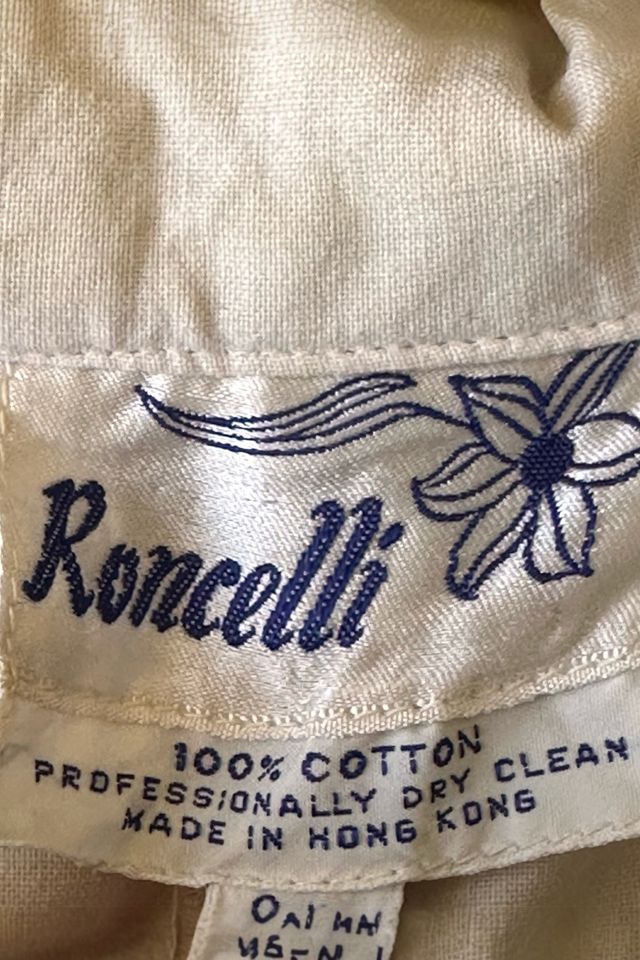 Roncelli
100% COTTON
PROFESSIONALLY DRY CLEAN
MADE IN HONG KONG